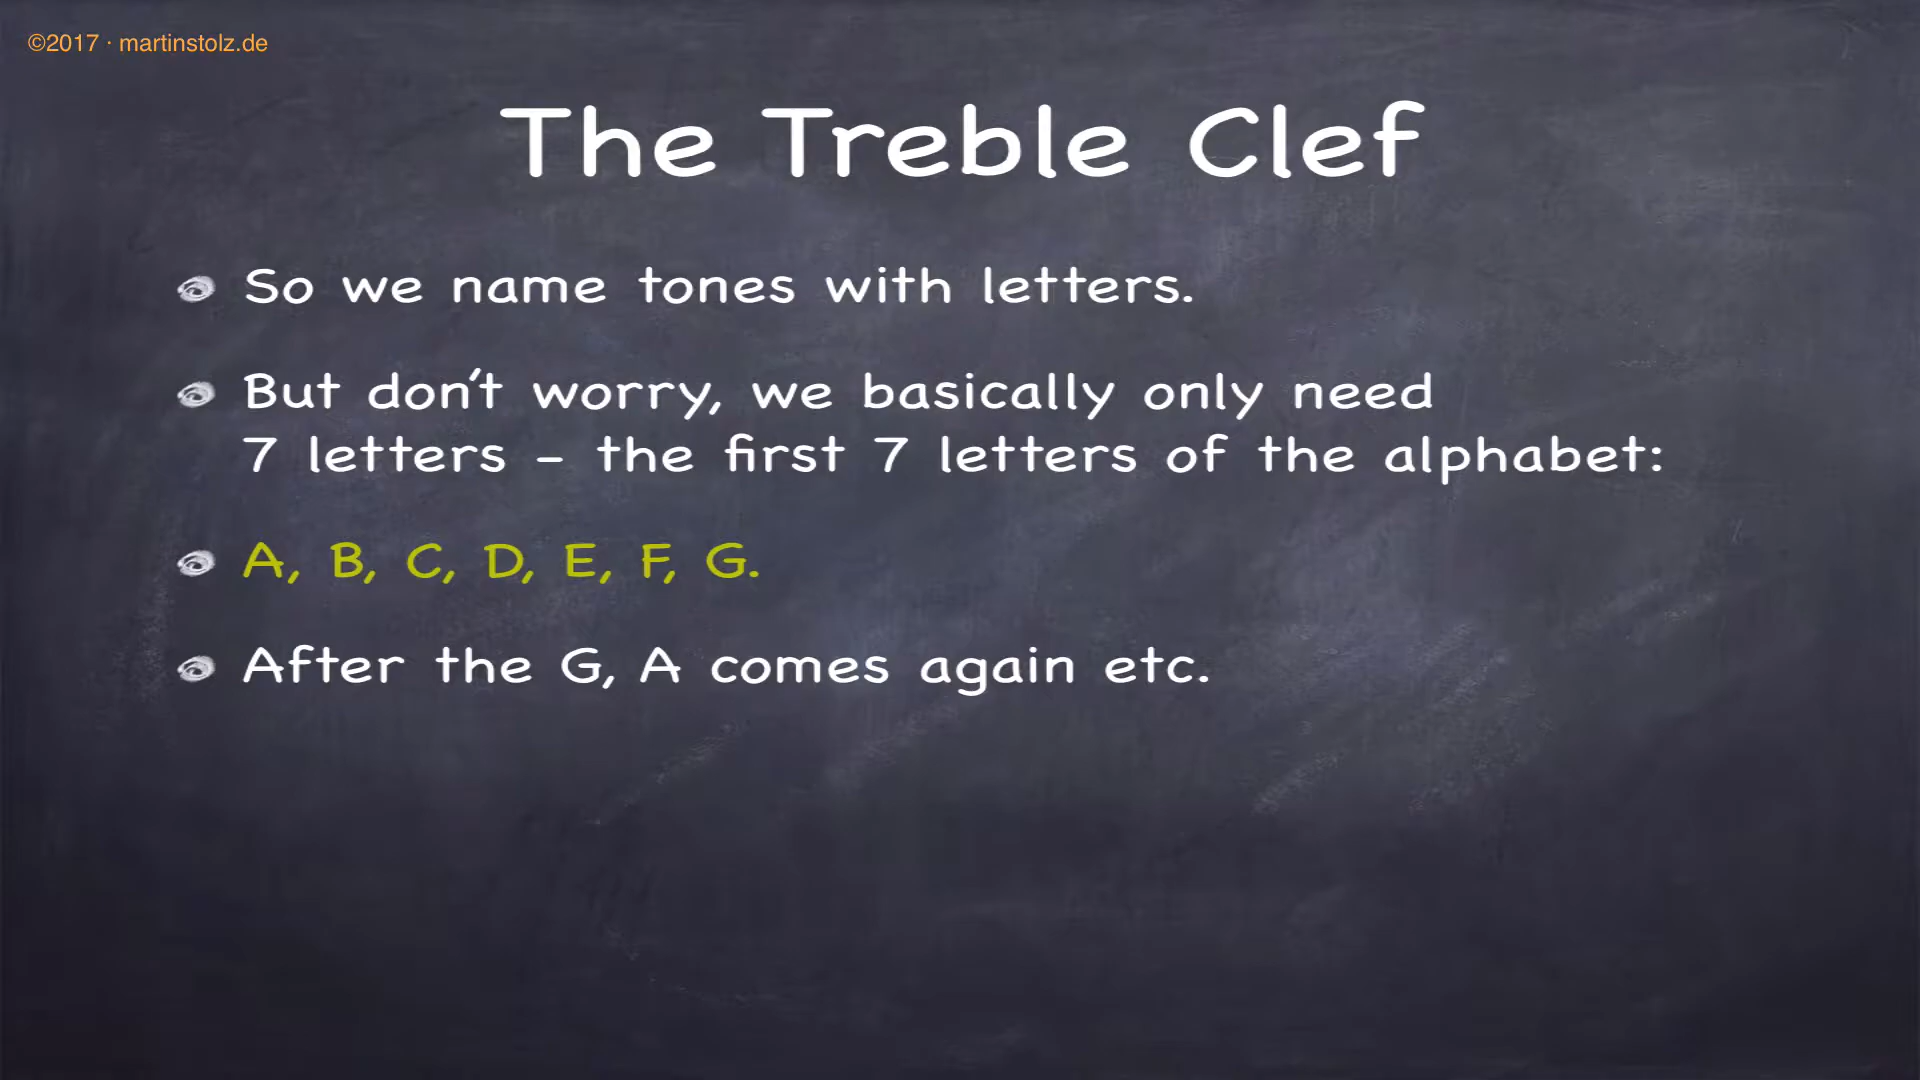 ©2017 · martinstolz.de
The Treble Clef
So we name tones with letters.
But don't worry, we basically only need
7 letters – the first 7 letters of the alphabet:
A, B, C, D, E, F, G.
After the G, A comes again etc.